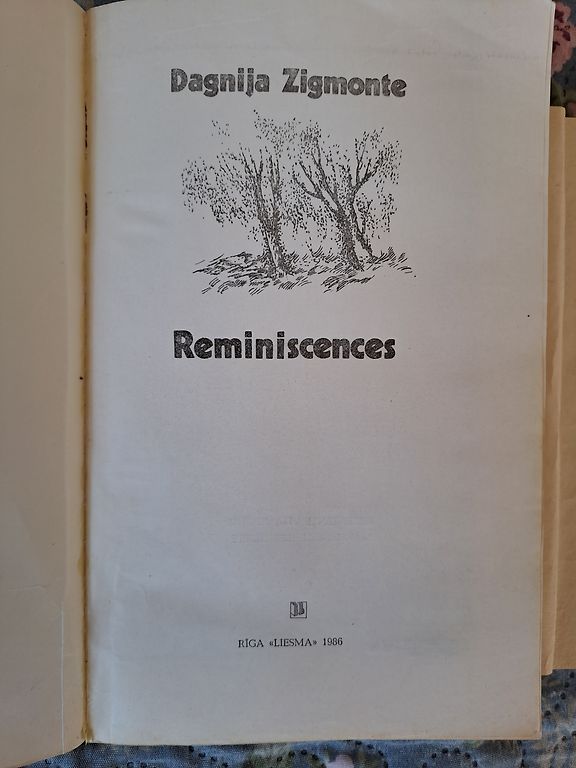 Dagnija Zigmonte
Reminiscences
RĪGA «LIESMA» 1986